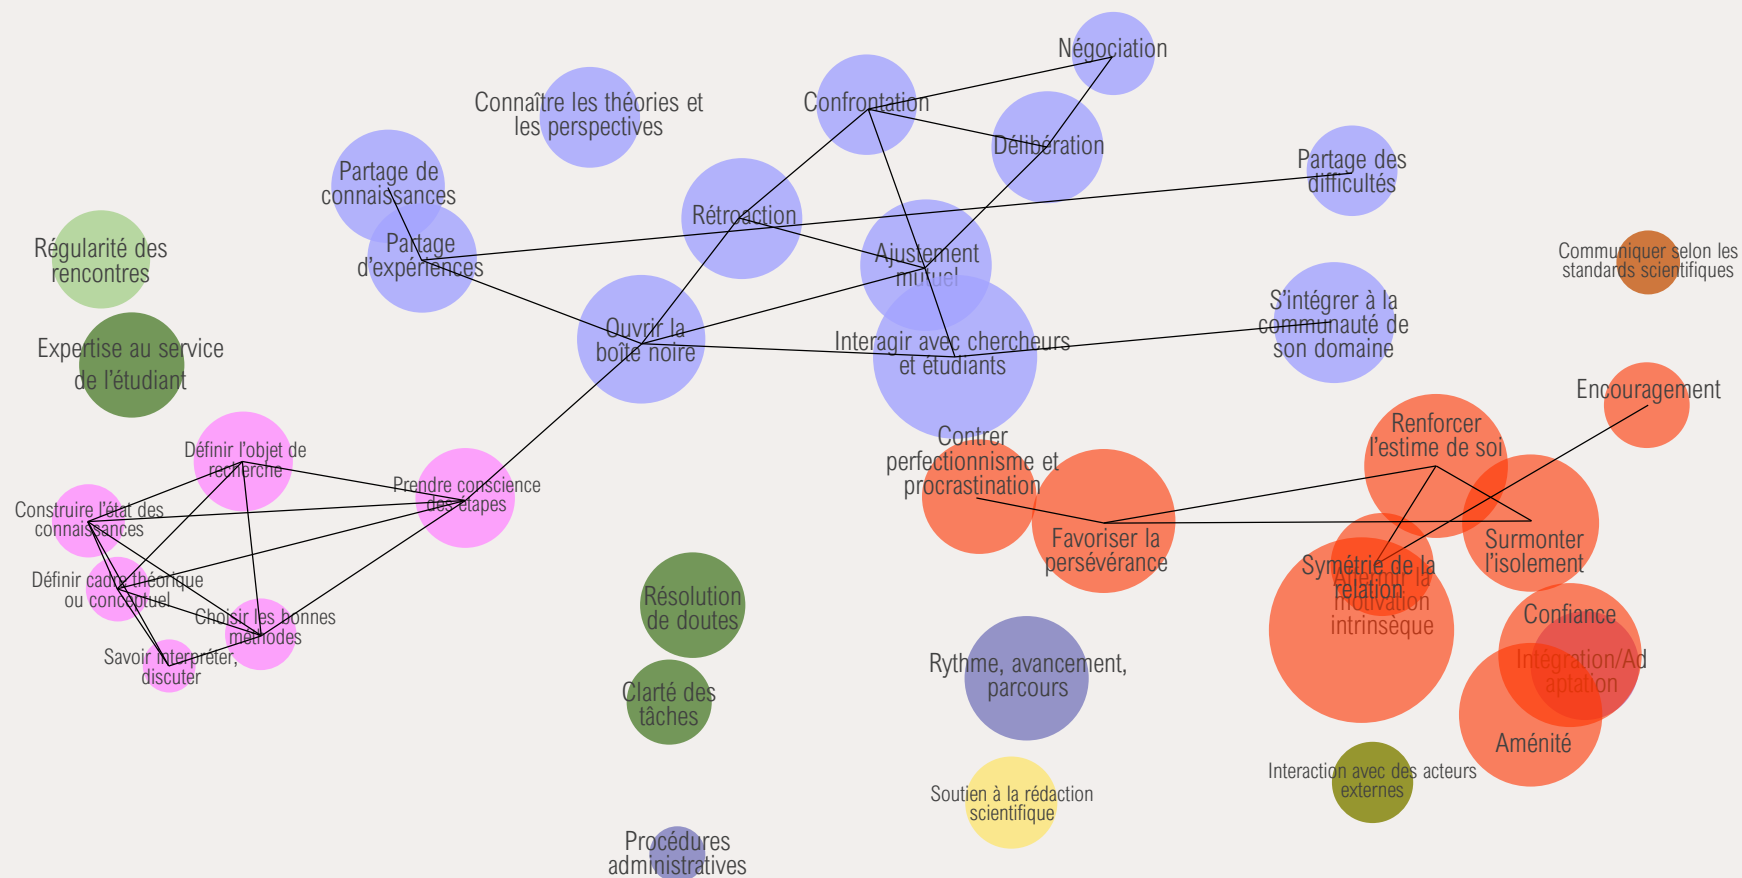 Négociation
Confrontation
Connaître les théories et
les perspectives
Délibération
Partage de
connaissances
Partage des
difficultés
Rétroaction
Partage
d'expériences
Régularité des
rencontres
Ajustement
mutuel
Communiquer selon les
standards scientifiques
S'intégrer à la
communauté de
son domaine
Ouvrir la
boîte noire
Interagir avec chercheurs
et étudiants
Expertise au service
de l'étudiant
Encouragement
Renforcer
l'estime de soi
Contrer
perfectionnisme et
procrastination
Définir l'objet de
recherche
Prendre conscience
des étapes
Construire l'état des
connaissances
Favoriser la
persévérance
Surmonter
l'isolement
Symétrie de la
relation
la
motivation
intrinsèque
Définir cadre théorique
ou conceptuel
Choisir les bonnes
méthodes
Savoir interpréter,
discuter
Résolution
de doutes
Confiance
Intégration/Ad
aptation
Rythme, avancement,
parcours
Clarté des
tâches
Aménité
Interaction avec des acteurs
externes
Soutien à la rédaction
scientifique
Procédures
administratives